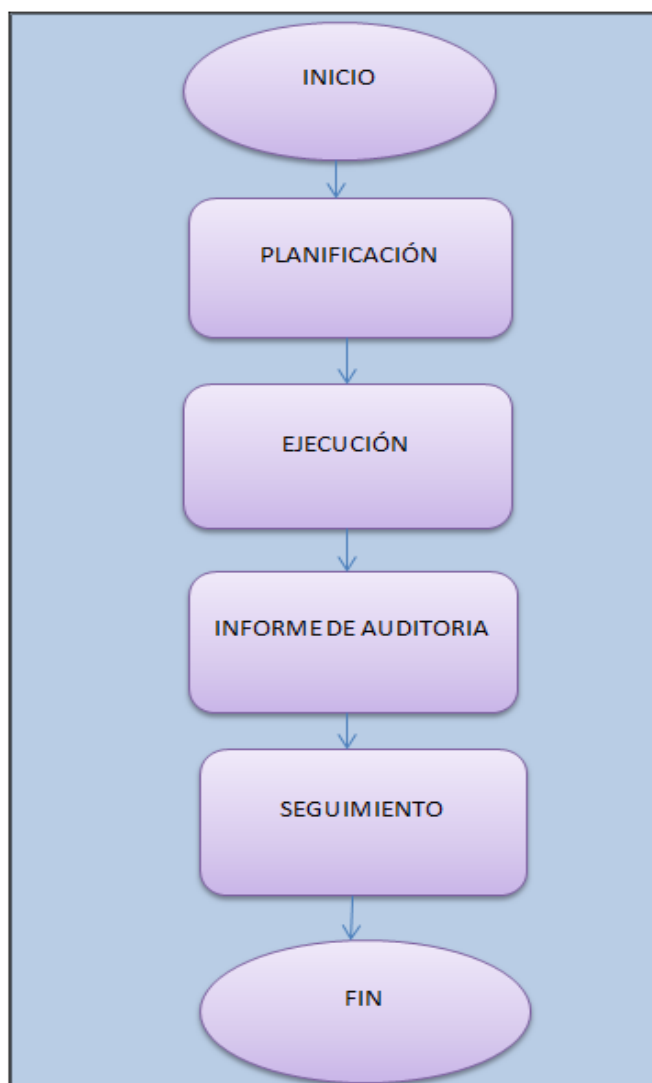 INICIO
PLANIFICACIÓN
EJECUCIÓN
INFORME DE AUDITORIA
SEGUIMIENTO
FIN